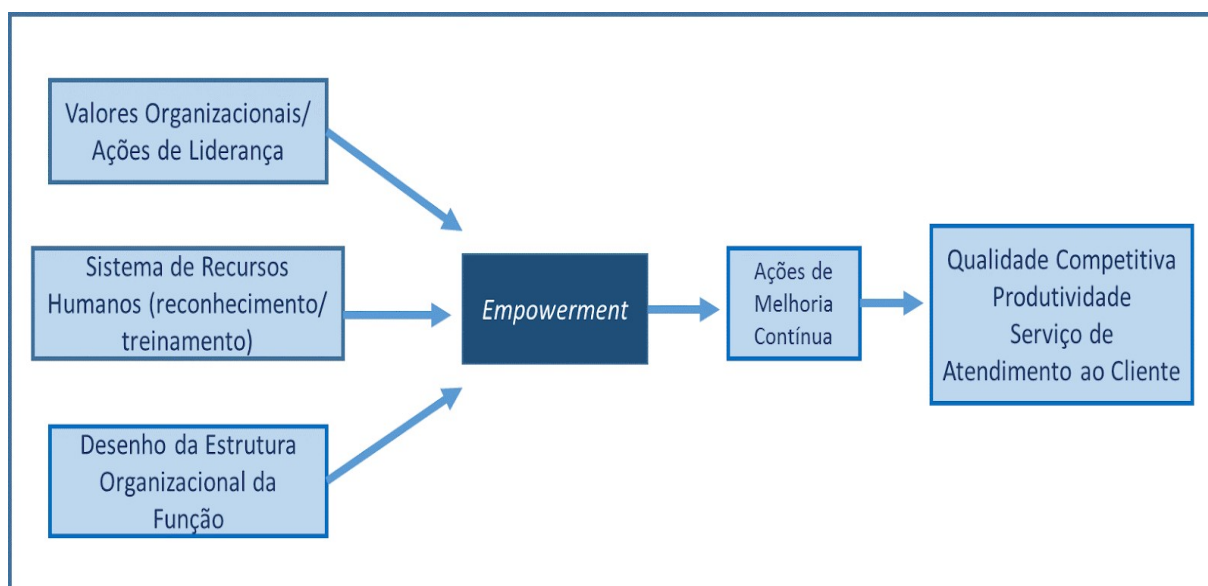 Valores Organizacionais/
Ações de Liderança
Sistema de Recursos
Humanos (reconhecimento/
treinamento)
Desenho da Estrutura
Organizacional da
Função
Empowerment
Ações de
Melhoria
Contínua
Qualidade Competitiva
Produtividade
Serviço de
Atendimento ao Cliente